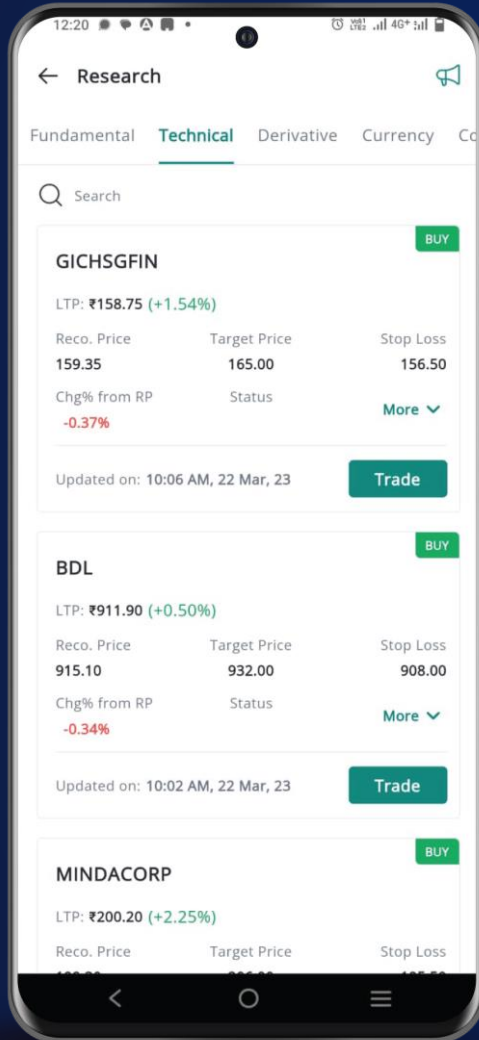 12:20
VoLTE2 4G+
Research
Fundamental Technical Derivative Currency Co
Search
BUY
GICHSGFIN
LTP: ₹158.75 (+1.54%)
Reco. Price Target Price Stop Loss
159.35 165.00 156.50
Chg% from RP Status
More
-0.37%
Updated on: 10:06 AM, 22 Mar, 23 Trade
BUY
BDL
LTP: ₹911.90 (+0.50%)
Reco. Price Target Price Stop Loss
915.10 932.00 908.00
Chg% from RP Status
More
-0.34%
Updated on: 10:02 AM, 22 Mar, 23 Trade
BUY
MINDACORP
LTP: ₹200.20 (+2.25%)
Reco. Price Target Price Stop Loss